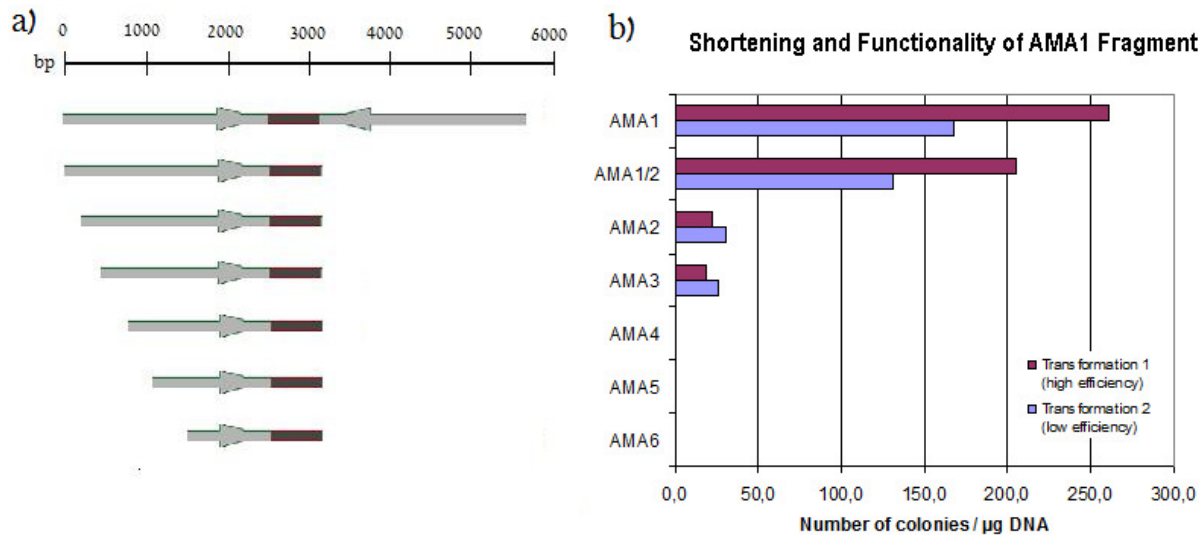 a)
0 1000 2000 3000 4000 5000 6000
bp
b)
Shortening and Functionality of AMA1 Fragment
AMA1
AMA1/2
AMA2
AMA3
AMA4
AMA5
AMA6
Trans formation 1
(high efficiency)
Trans formation 2
(low efficiency)
0,0 50,0 100,0 150,0 200,0 250,0 300,0
Number of colonies / µg DNA